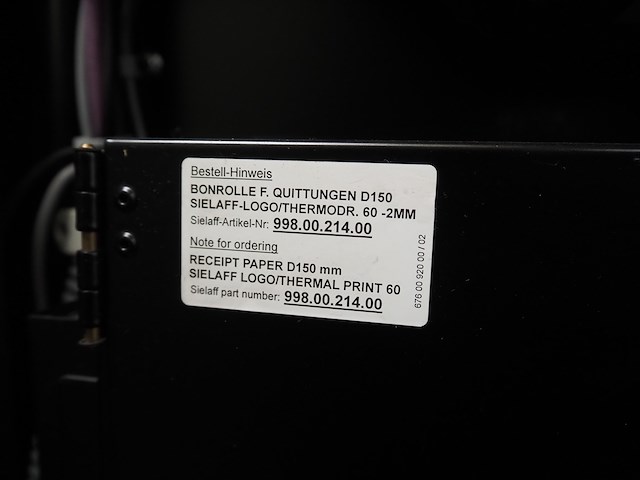 Bestell-Hinweis
BONROLLE F. QUITTUNGEN D150
SIELAFF-LOGO/THERMODR. 60 -2MM
Sielaff-Artikel-Nr: 998.00.214.00
Note for ordering
RECEIPT PAPER D150 mm
SIELAFF LOGO/THERMAL PRINT 60
Sielaff part number: 998.00.214.00
676 00 920 00 / 02